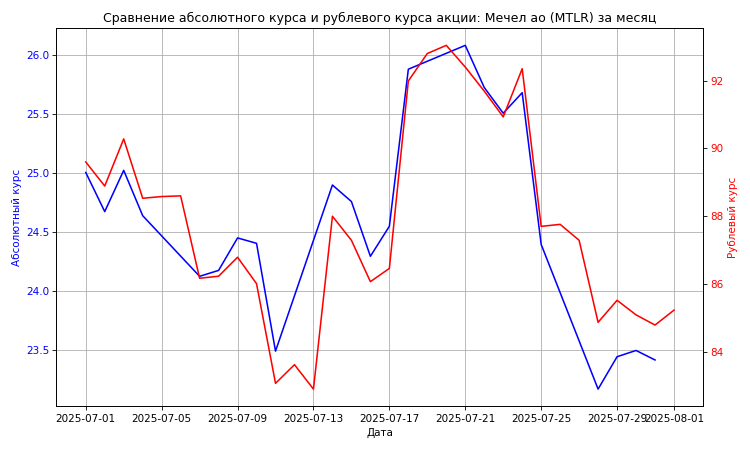 Сравнение абсолютного курса и рублевого курса акции: Мечел ао (MTLR) за месяц
Абсолютный курс
26.0
25.5
25.0
24.5
24.0
23.5
92
90
88
86
84
Рублевый курс
2025-07-01 2025-07-05 2025-07-09 2025-07-13 2025-07-17 2025-07-21 2025-07-25 2025-07-29 2025-08-01
Дата